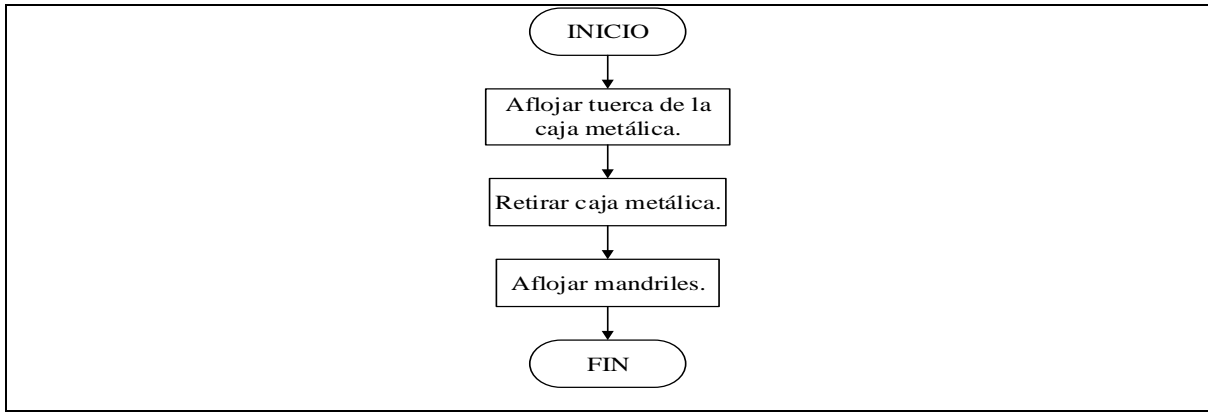 INICIO
Aflojar tuerca de la
caja metálica.
Retirar caja metálica.
Aflojar mandriles.
FIN